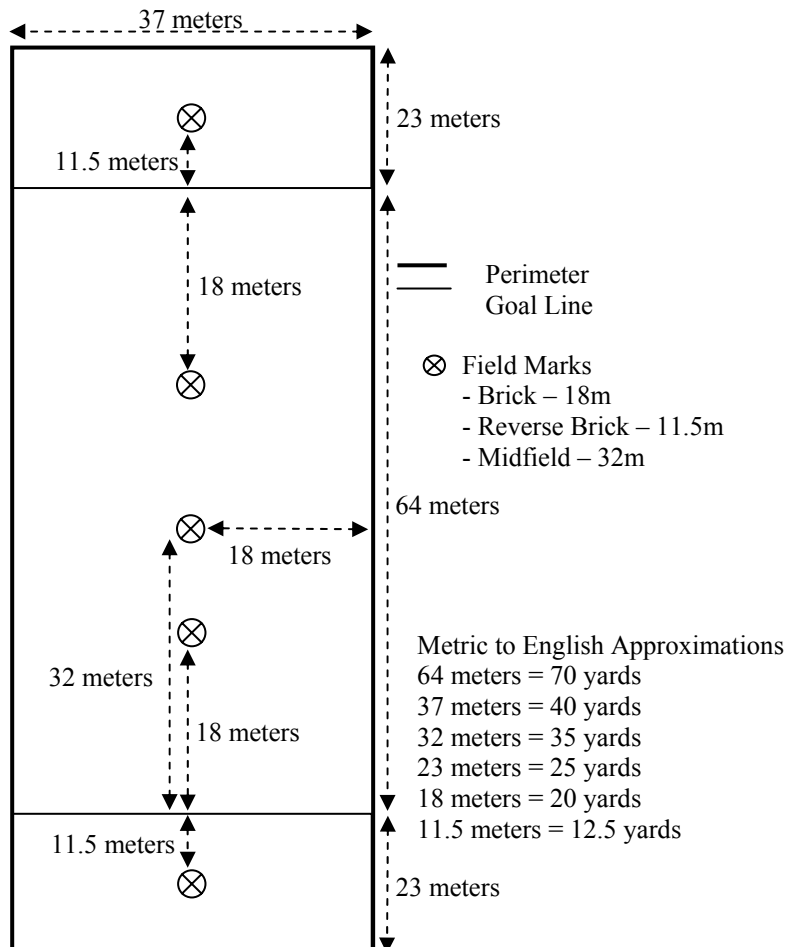 37 meters
23 meters
11.5 meters
18 meters
Perimeter
Goal Line
Field Marks
- Brick – 18m
- Reverse Brick – 11.5m
- Midfield – 32m
64 meters
18 meters
Metric to English Approximations
64 meters = 70 yards
37 meters = 40 yards
32 meters = 35 yards
23 meters = 25 yards
18 meters = 20 yards
11.5 meters = 12.5 yards
32 meters
18 meters
11.5 meters
23 meters